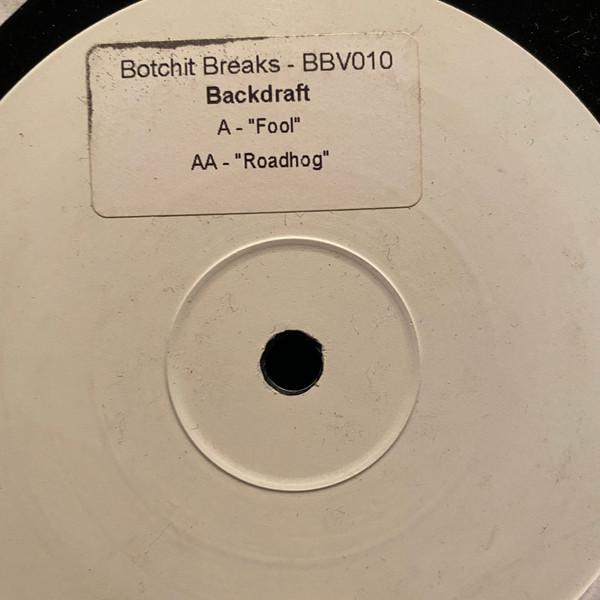 Botchit Breaks - BBV010
Backdraft
A - "Fool"
AA - "Roadhog"